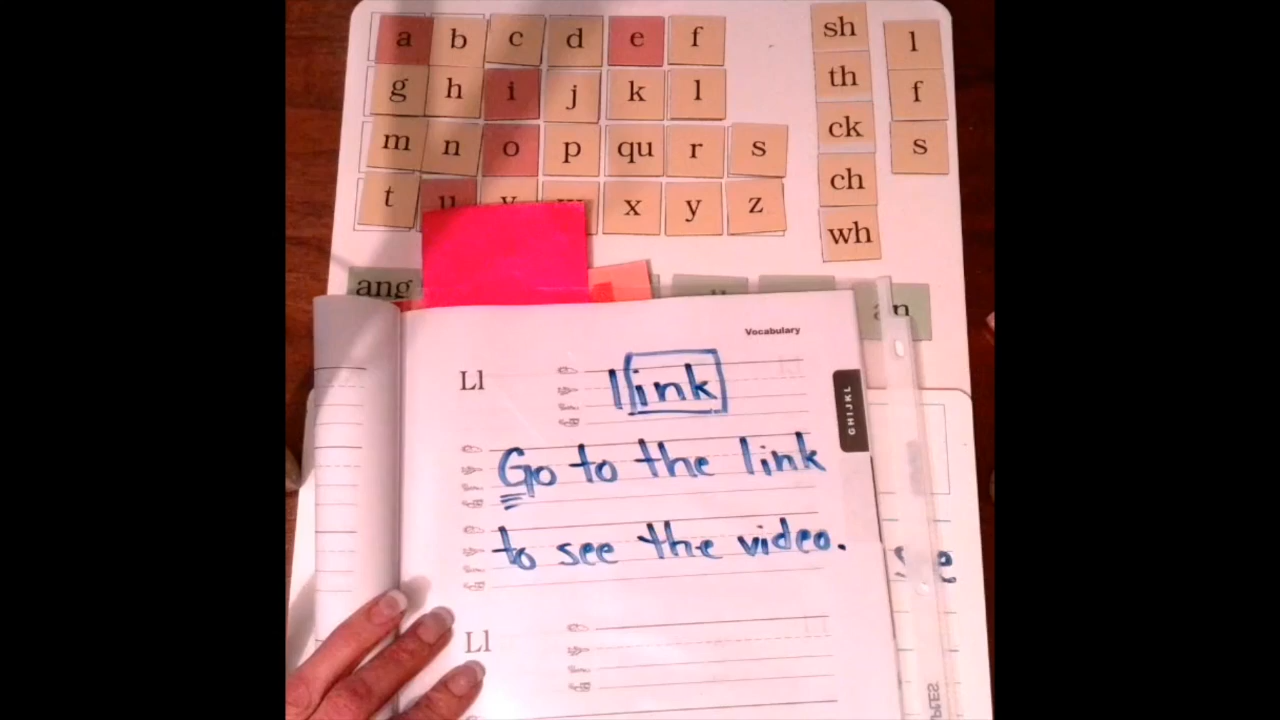 a b c d e f
g h i j k l
m n o p qu r s
t u v w x y z
sh
th
ck
ch
wh
l
f
s
ang
Vocabulary
Ll
link
Go to the link
to see the video.
GHIJKL
Ll